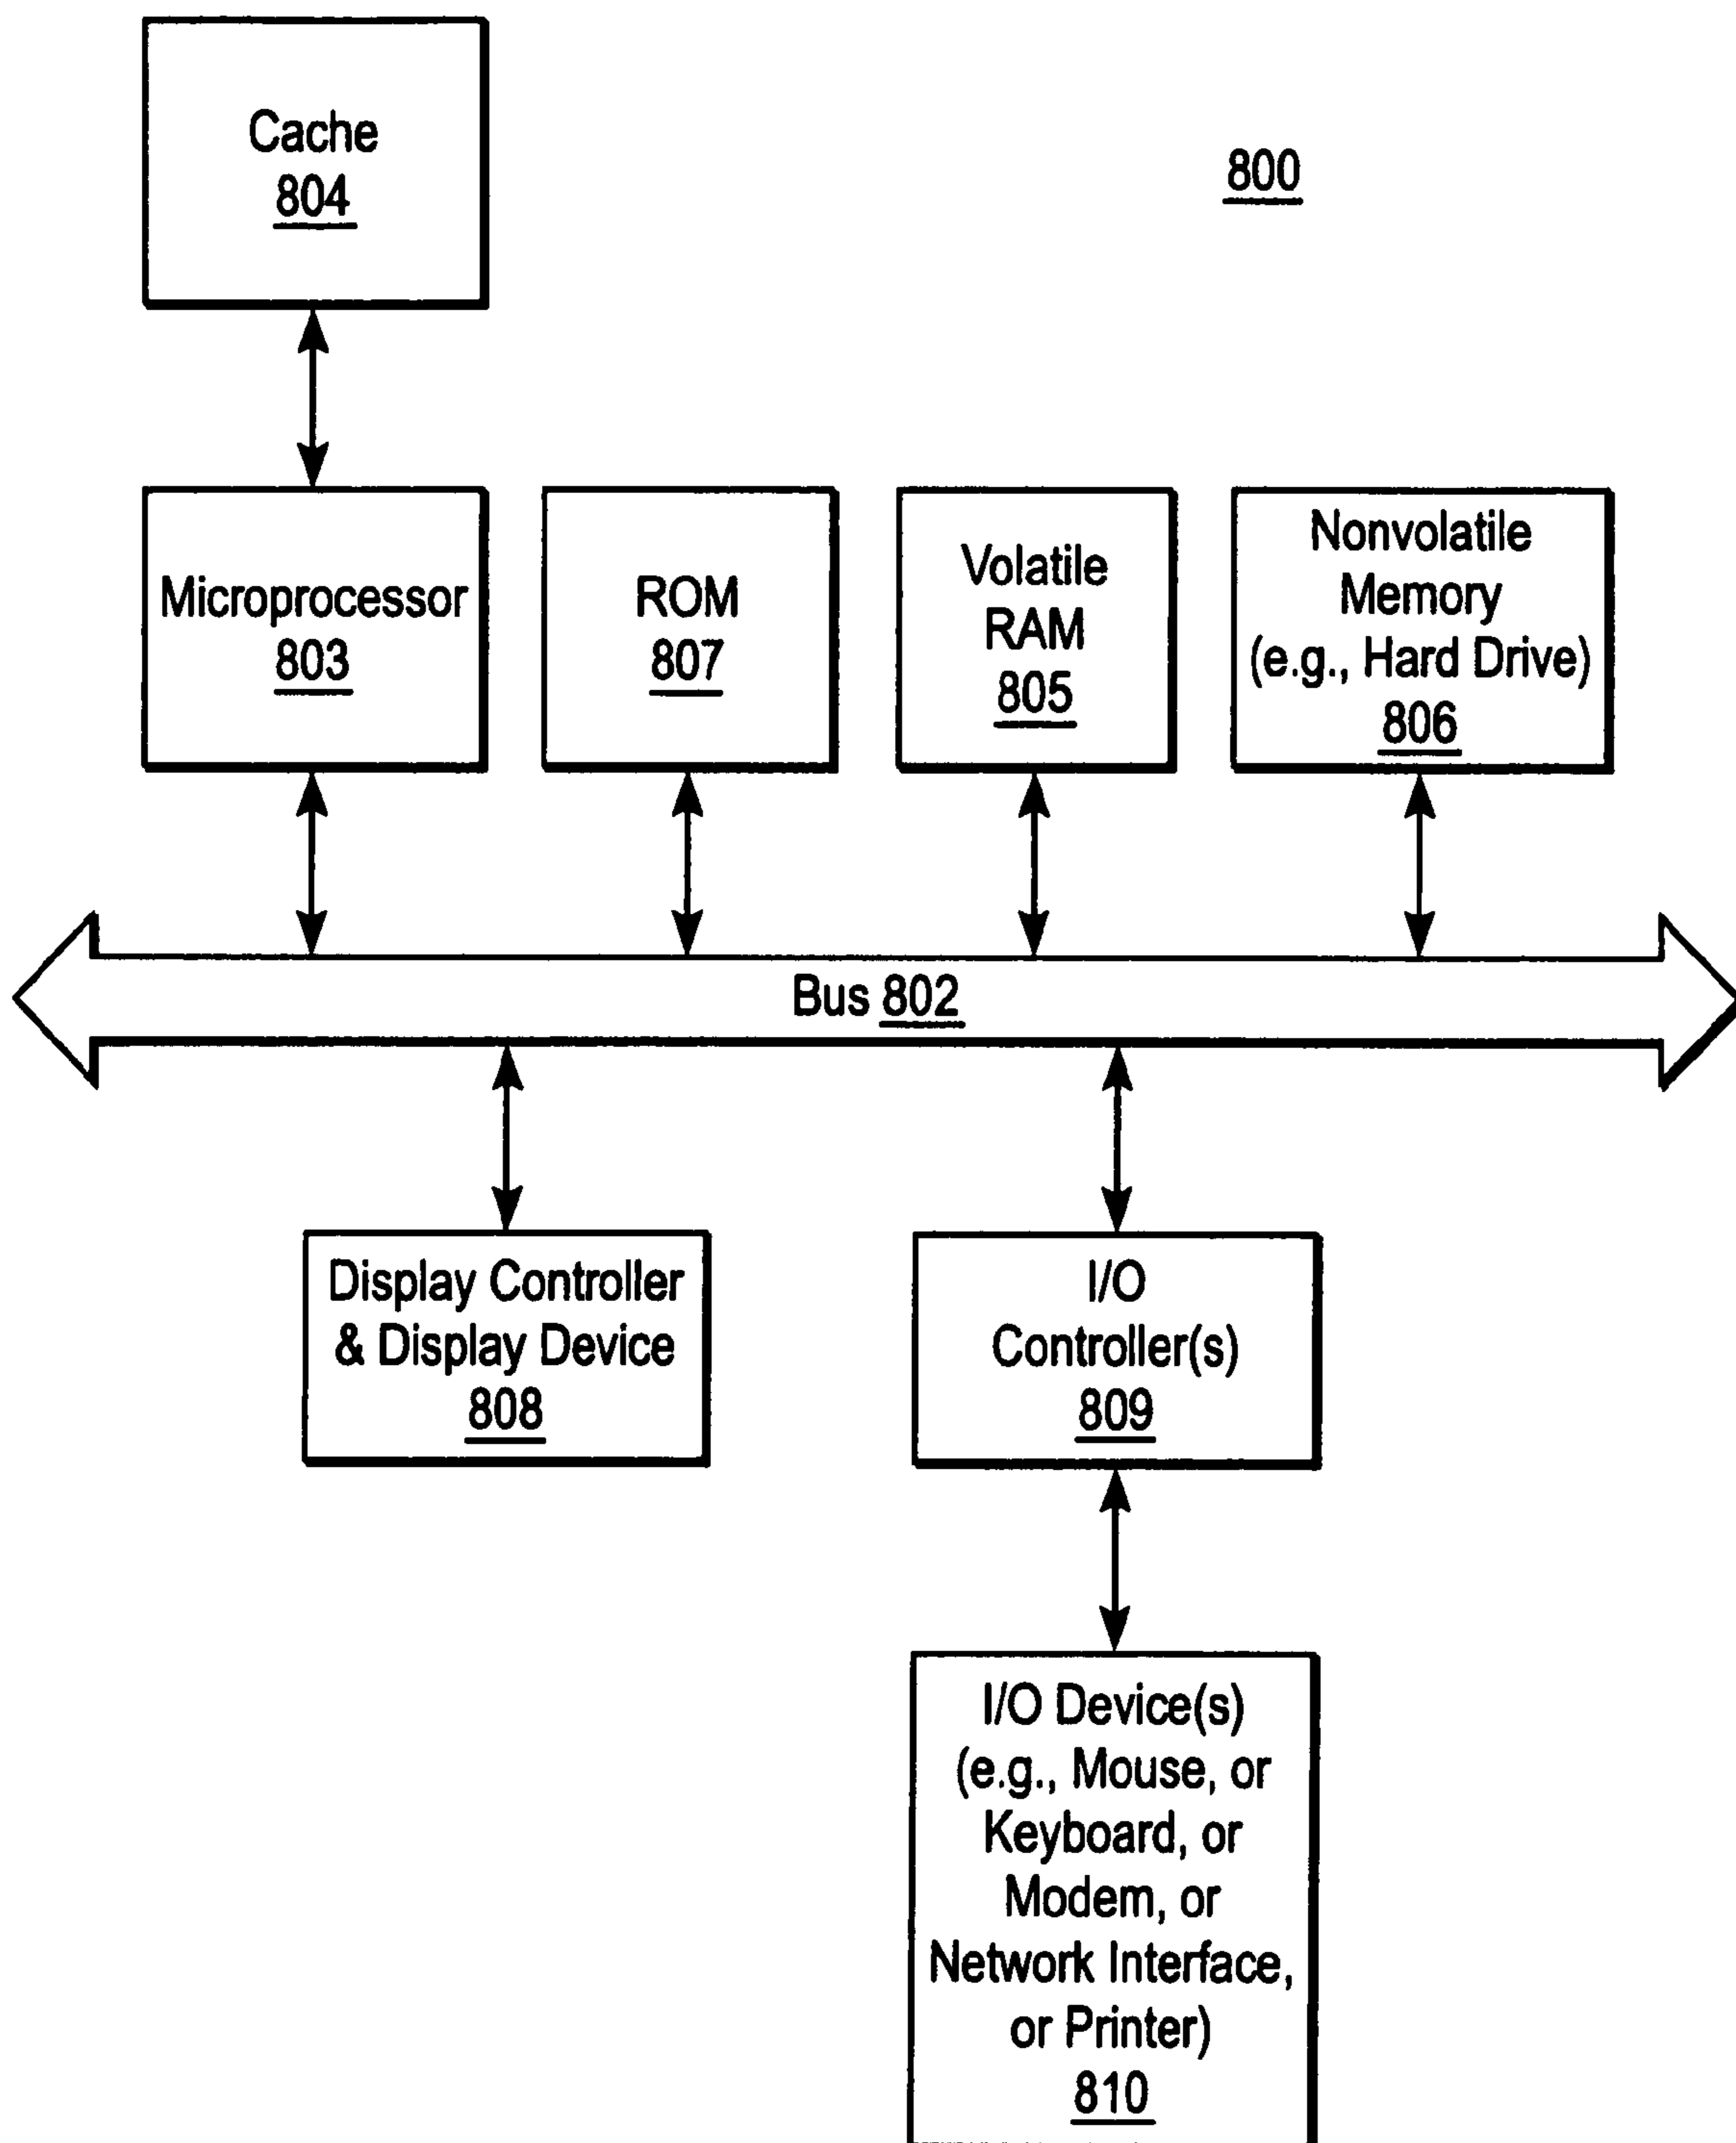 Cache
804
800
Microprocessor
803
ROM
807
Volatile
RAM
805
Nonvolatile
Memory
(e.g., Hard Drive)
806
Bus 802
Display Controller
& Display Device
808
I/O
Controller(s)
809
I/O Device(s)
(e.g., Mouse, or
Keyboard, or
Modem, or
Network Interface,
or Printer)
810